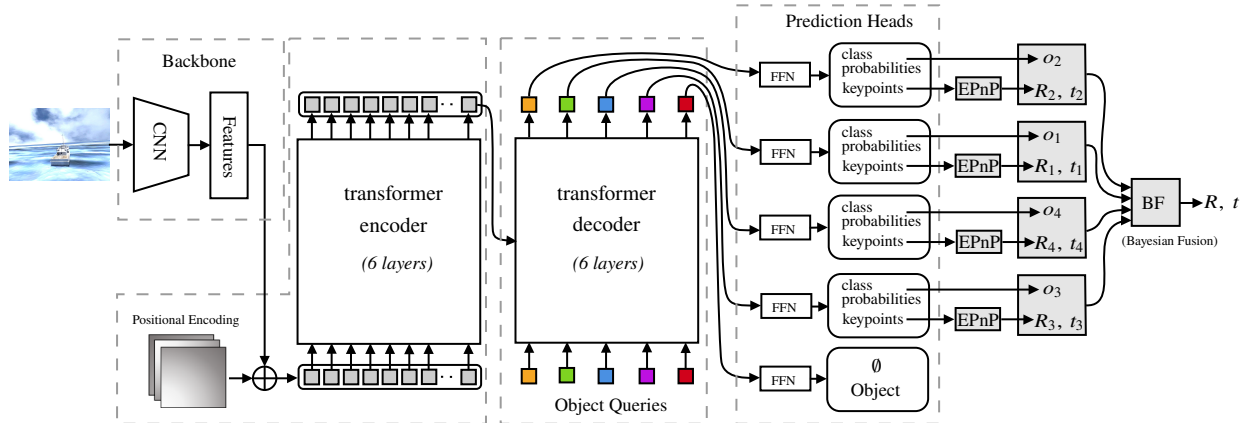 Backbone
CNN
Features
Positional Encoding
transformer
encoder
(6 layers)
transformer
decoder
(6 layers)
Object Queries
Prediction Heads
FFN
class
probabilities
keypoints
EPnP
o2
R2, t2
FFN
class
probabilities
keypoints
EPnP
o1
R1, t1
FFN
class
probabilities
keypoints
EPnP
o4
R4, t4
FFN
class
probabilities
keypoints
EPnP
o3
R3, t3
FFN
∅
Object
BF
(Bayesian Fusion)
R, t